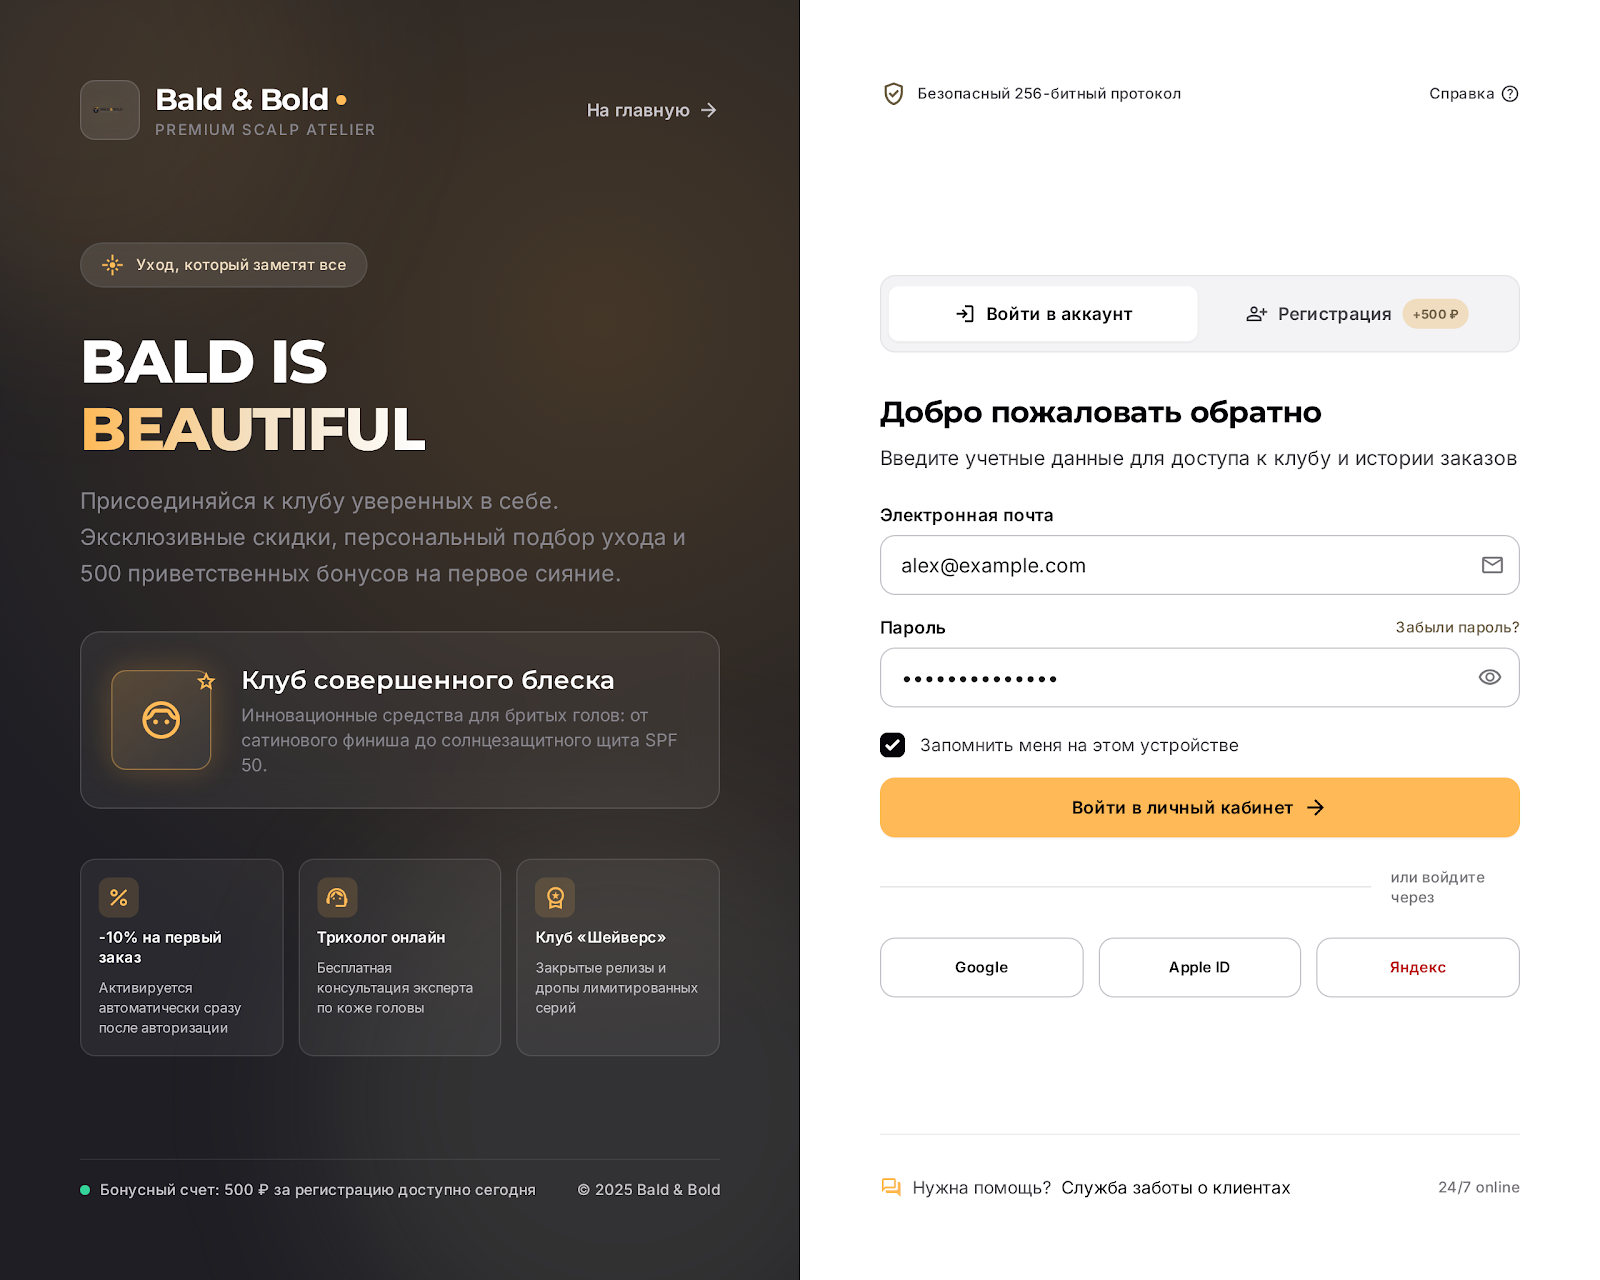 Bald & Bold
PREMIUM SCALP ATELIER
На главную
Уход, который заметят все
BALD IS
BEAUTIFUL
Присоединяйся к клубу уверенных в себе.
Эксклюзивные скидки, персональный подбор ухода и
500 приветственных бонусов на первое сияние.
Клуб совершенного блеска
Инновационные средства для бритых голов: от
сатинового финиша до солнцезащитного щита SPF
50.
-10% на первый
заказ
Активируется
автоматически сразу
после авторизации
Трихолог онлайн
Бесплатная
консультация эксперта
по коже головы
Клуб «Шейверс»
Закрытые релизы и
дропы лимитированных
серий
Бонусный счет: 500 ₽ за регистрацию доступно сегодня
© 2025 Bald & Bold
Безопасный 256-битный протокол
Справка
Войти в аккаунт
Регистрация
+500 ₽
Добро пожаловать обратно
Введите учетные данные для доступа к клубу и истории заказов
Электронная почта
alex@example.com
Пароль
Забыли пароль?
••••••••••••••
Запомнить меня на этом устройстве
Войти в личный кабинет
или войдите
через
Google
Apple ID
Яндекс
Нужна помощь? Служба заботы о клиентах
24/7 online